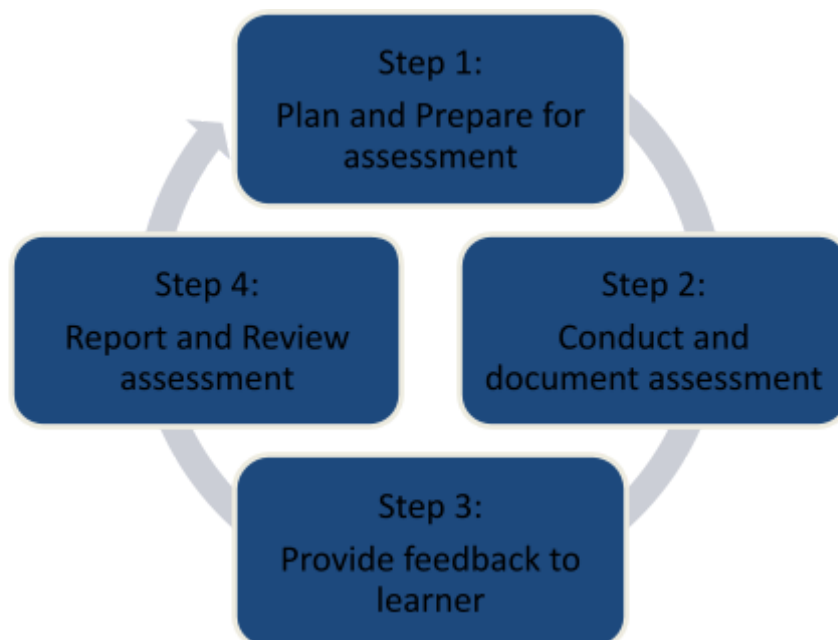 Step 1:
Plan and Prepare for
assessment
Step 2:
Conduct and
document assessment
Step 3:
Provide feedback to
learner
Step 4:
Report and Review
assessment